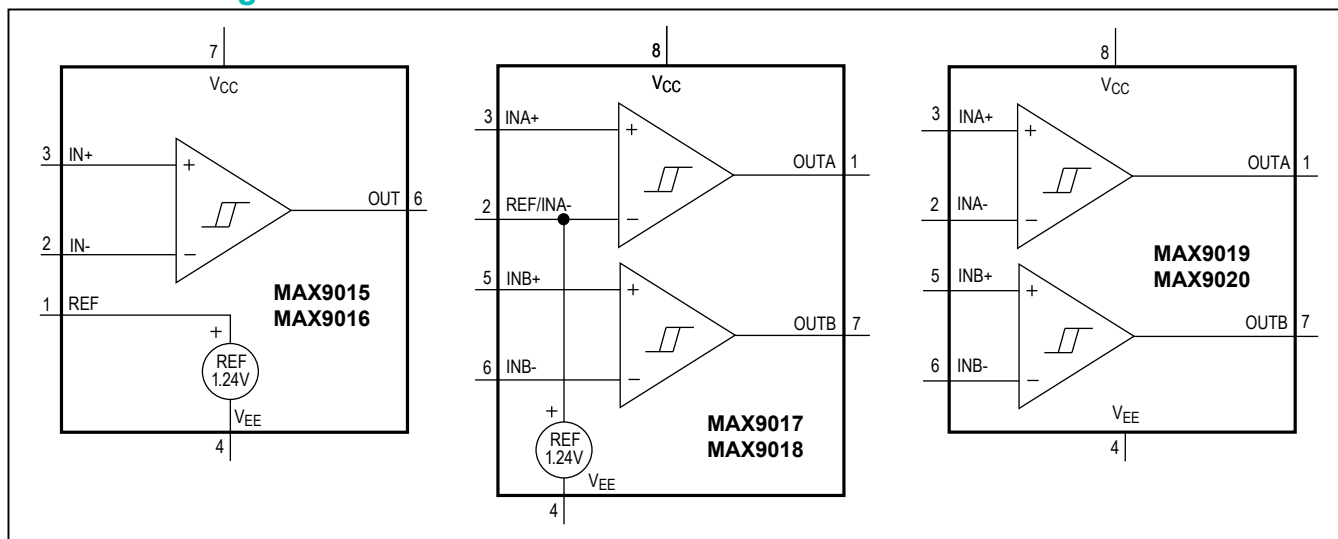 g
7
VCC
3 IN+
+
OUT 6
2 IN-
−
MAX9015
MAX9016
1 REF
+
REF
1.24V
VEE
4
8
VCC
3 INA+
+
OUTA 1
2 REF/INA-
−
5 INB+
+
OUTB 7
6 INB-
−
+
REF
1.24V
MAX9017
MAX9018
VEE
4
8
VCC
3 INA+
+
OUTA 1
2 INA-
−
MAX9019
MAX9020
5 INB+
+
OUTB 7
6 INB-
−
VEE
4